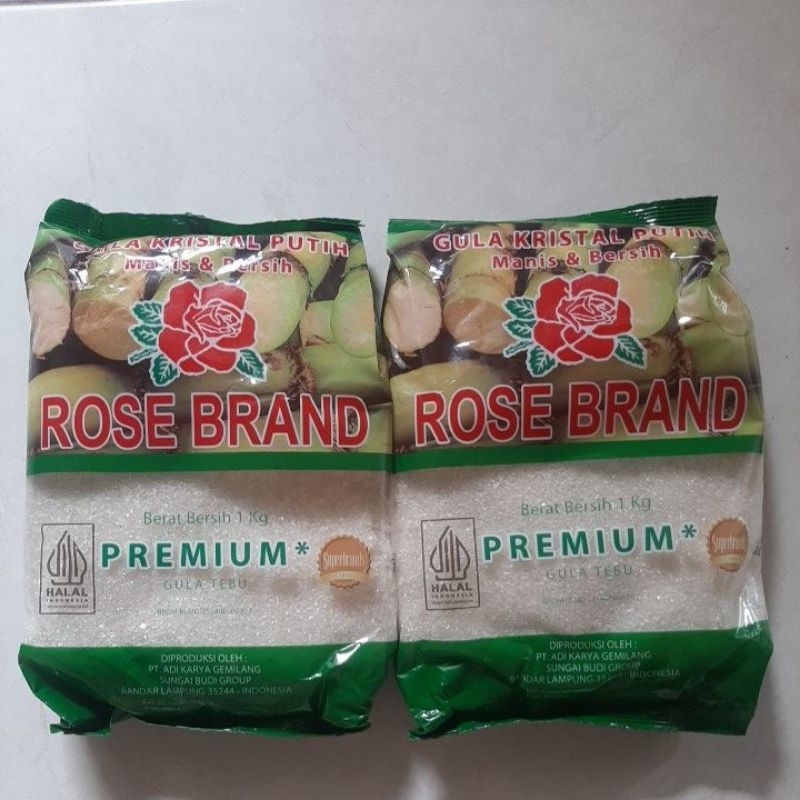 GULA KRISTAL PUTIH
Manis & Bersih
ROSE BRAND
Berat Bersih 1 Kg
PREMIUM*
GULA TEBU
HALAL
INDONESIA
Superbrands
DIPRODUKSI OLEH :
PT. ADI KARYA GEMILANG
SUNGAI BUDI GROUP
BANDAR LAMPUNG 35244 - INDONESIA
GULA KRISTAL PUTIH
Manis & Bersih
ROSE BRAND
Berat Bersih 1 Kg
PREMIUM*
GULA TEBU
HALAL
INDONESIA
Superbrands
DIPRODUKSI OLEH :
PT. ADI KARYA GEMILANG
SUNGAI BUDI GROUP
BANDAR LAMPUNG 35244 - INDONESIA